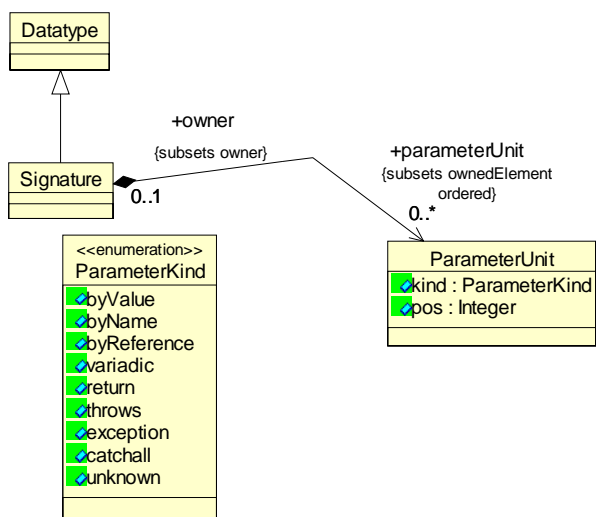 Datatype
+owner
{subsets owner}
+parameterUnit
{subsets ownedElement
ordered}
Signature
0..1
0..*
<<enumeration>>
ParameterKind
byValue
byName
byReference
variadic
return
throws
exception
catchall
unknown
ParameterUnit
kind : ParameterKind
pos : Integer